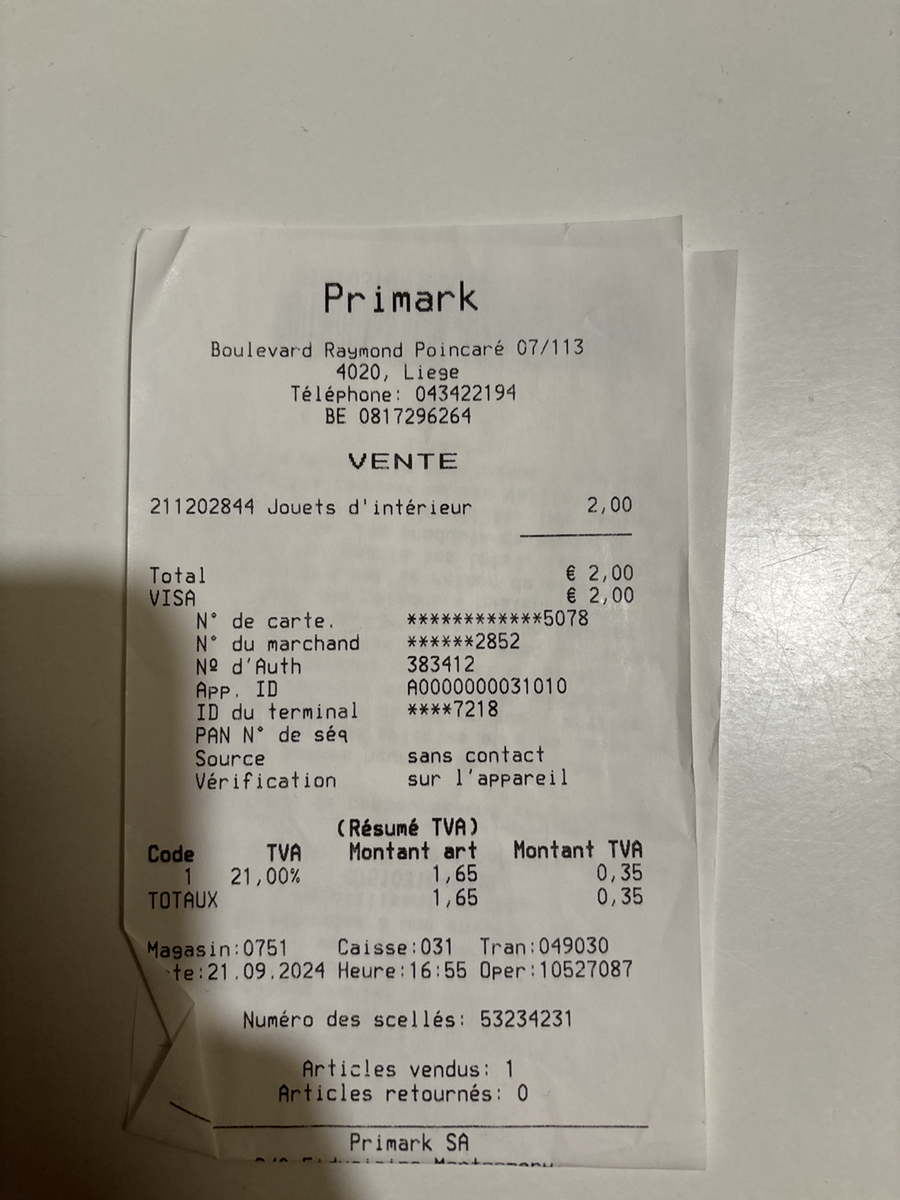 Primark
Boulevard Raymond Poincaré 07/113
4020, Liege
Téléphone: 043422194
BE 0817296264
VENTE
211202844 Jouets d'intérieur 2,00
Total € 2,00
VISA € 2,00
N° de carte. ************5078
N° du marchand ******2852
Nº d'Auth 383412
App. ID A0000000031010
ID du terminal ****7218
PAN N° de séq
Source sans contact
Vérification sur l'appareil
(Résumé TVA)
Code TVA Montant art Montant TVA
1 21,00% 1,65 0,35
TOTAUX 1,65 0,35
Magasin:0751 Caisse:031 Tran:049030
te:21.09.2024 Heure:16:55 Oper:10527087
Numéro des scellés: 53234231
Articles vendus: 1
Articles retournés: 0
Primark SA